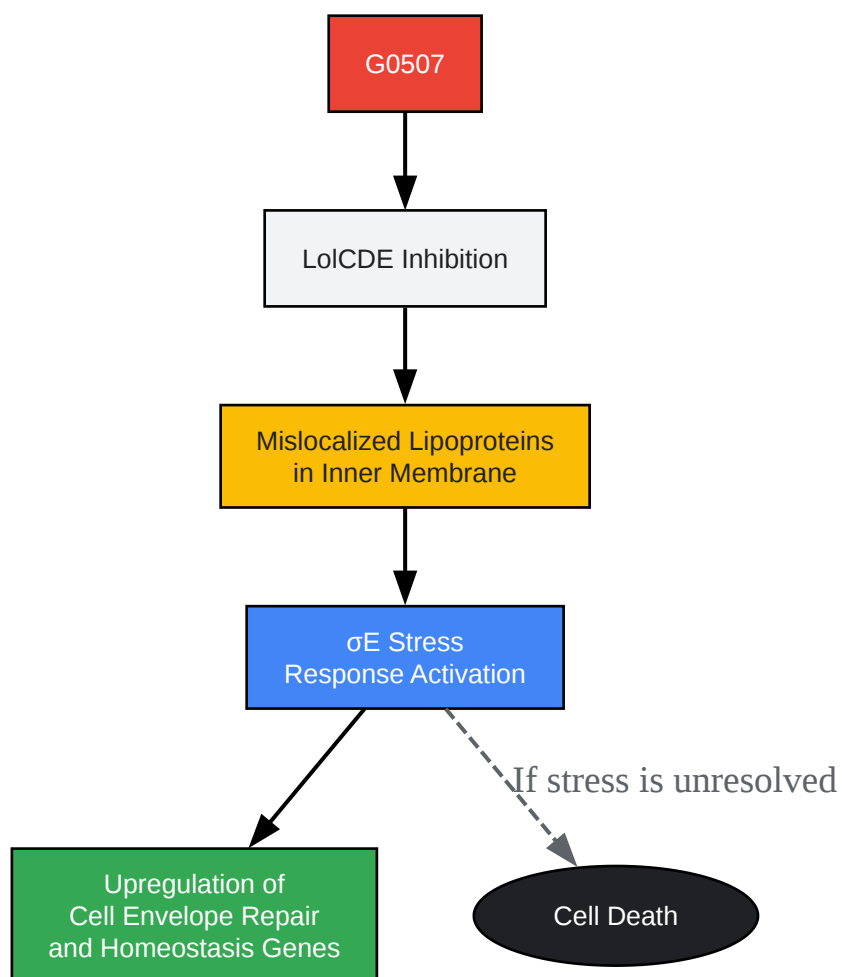 G0507
LolCDE Inhibition
Mislocalized Lipoproteins
in Inner Membrane
σE Stress
Response Activation
If stress is unresolved
Upregulation of
Cell Envelope Repair
and Homeostasis Genes
Cell Death